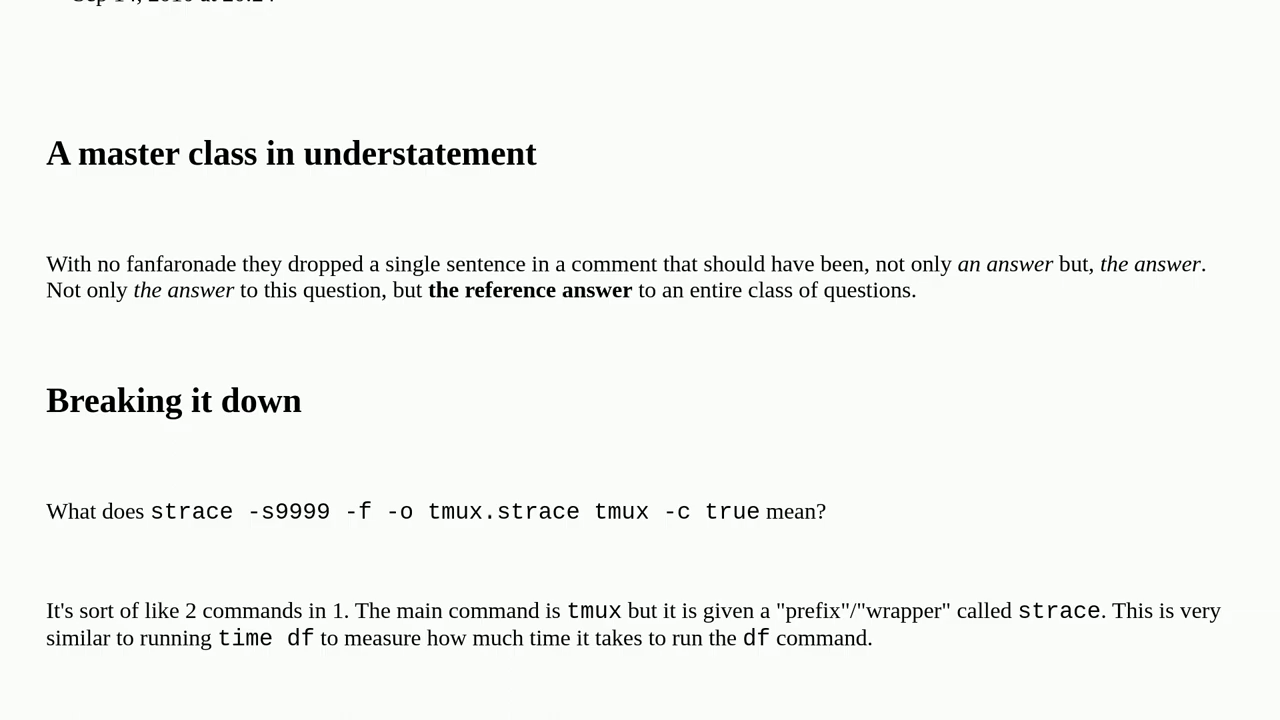 A master class in understatement
With no fanfaronade they dropped a single sentence in a comment that should have been, not only an answer but, the answer.
Not only the answer to this question, but the reference answer to an entire class of questions.
Breaking it down
What does strace -s9999 -f -o tmux.strace tmux -c true mean?
It's sort of like 2 commands in 1. The main command is tmux but it is given a "prefix"/"wrapper" called strace. This is very
similar to running time df to measure how much time it takes to run the df command.